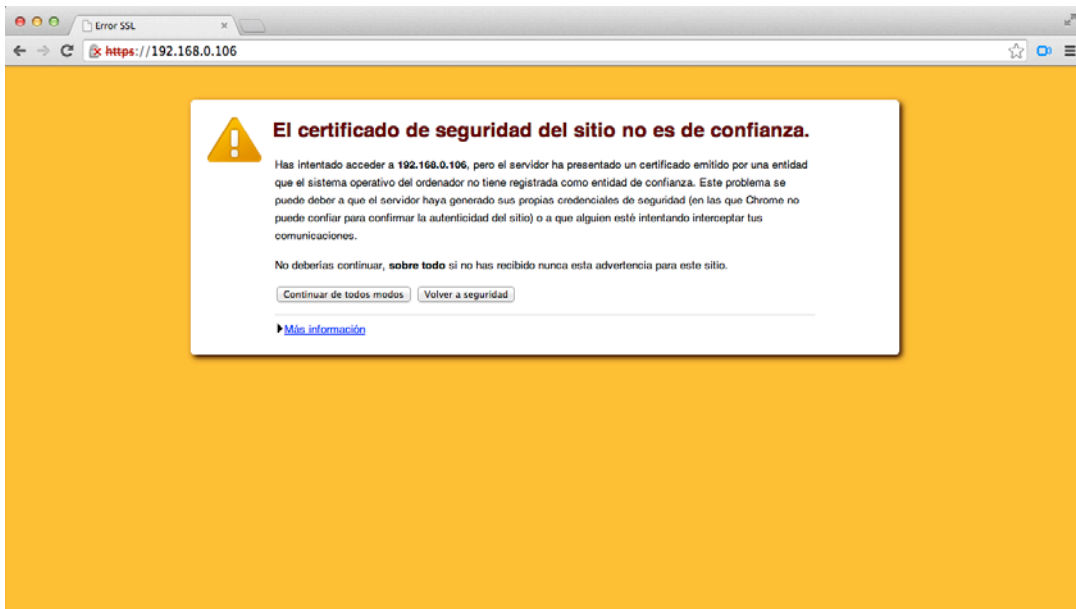 Error SSL
https://192.168.0.106
El certificado de seguridad del sitio no es de confianza.
Has intentado acceder a 192.168.0.106, pero el servidor ha presentado un certificado emitido por una entidad
que el sistema operativo del ordenador no tiene registrada como entidad de confianza. Este problema se
puede deber a que el servidor haya generado sus propias credenciales de seguridad (en las que Chrome no
puede confiar para confirmar la autenticidad del sitio) o a que alguien esté intentando interceptar tus
comunicaciones.
No deberías continuar, sobre todo si no has recibido nunca esta advertencia para este sitio.
Continuar de todos modos Volver a seguridad
Más información